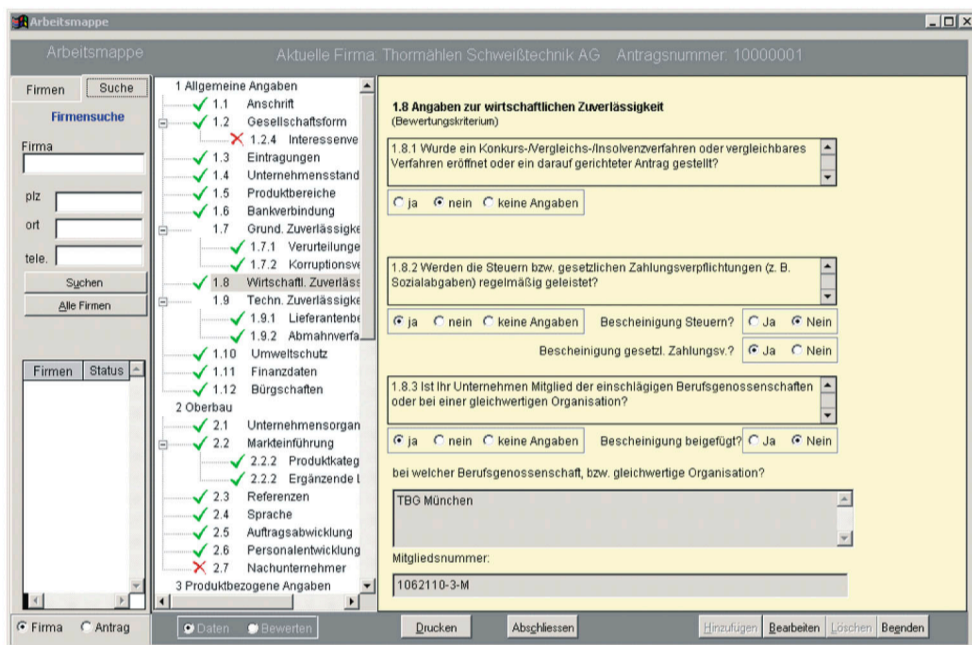 Arbeitsmappe
Arbeitsmappe Aktuelle Firma: Thormählen Schweißtechnik AG Antragsnummer: 10000001
Firmen Suche
Firmensuche
Firma
plz
ort
tele.
Suchen
Alle Firmen
Firmen Status
Firma Antrag
1 Allgemeine Angaben
1.1 Anschrift
1.2 Gesellschaftsform
1.2.4 Interessenve
1.3 Eintragungen
1.4 Unternehmensstand
1.5 Produktbereiche
1.6 Bankverbindung
1.7 Grund. Zuverlässigke
1.7.1 Verurteilunge
1.7.2 Korruptionsve
1.8 Wirtschaftl. Zuverläss
1.9 Techn. Zuverlässigke
1.9.1 Lieferantenbe
1.9.2 Abmahnverfa
1.10 Umweltschutz
1.11 Finanzdaten
1.12 Bürgschaften
2 Oberbau
2.1 Unternehmensorgan
2.2 Markteinführung
2.2.2 Produktkateg
2.2.2 Ergänzende L
2.3 Referenzen
2.4 Sprache
2.5 Auftragsabwicklung
2.6 Personalentwicklung
2.7 Nachunternehmer
3 Produktbezogene Angaben
1.8 Angaben zur wirtschaftlichen Zuverlässigkeit
(Bewertungskriterium)
1.8.1 Wurde ein Konkurs-/Vergleichs-/Insolvenzverfahren oder vergleichbares
Verfahren eröffnet oder ein darauf gerichteter Antrag gestellt?
ja nein keine Angaben
1.8.2 Werden die Steuern bzw. gesetzlichen Zahlungsverpflichtungen (z. B.
Sozialabgaben) regelmäßig geleistet?
ja nein keine Angaben Bescheinigung Steuern? Ja Nein
Bescheinigung gesetzl. Zahlungsv.? Ja Nein
1.8.3 Ist Ihr Unternehmen Mitglied der einschlägigen Berufsgenossenschaften
oder bei einer gleichwertigen Organisation?
ja nein keine Angaben Bescheinigung beigefügt? Ja Nein
bei welcher Berufsgenossenschaft, bzw. gleichwertige Organisation?
TBG München
Mitgliedsnummer:
1062110-3-M
Daten Bewerten Drucken Abschliessen Hinzufügen Bearbeiten Löschen Beenden